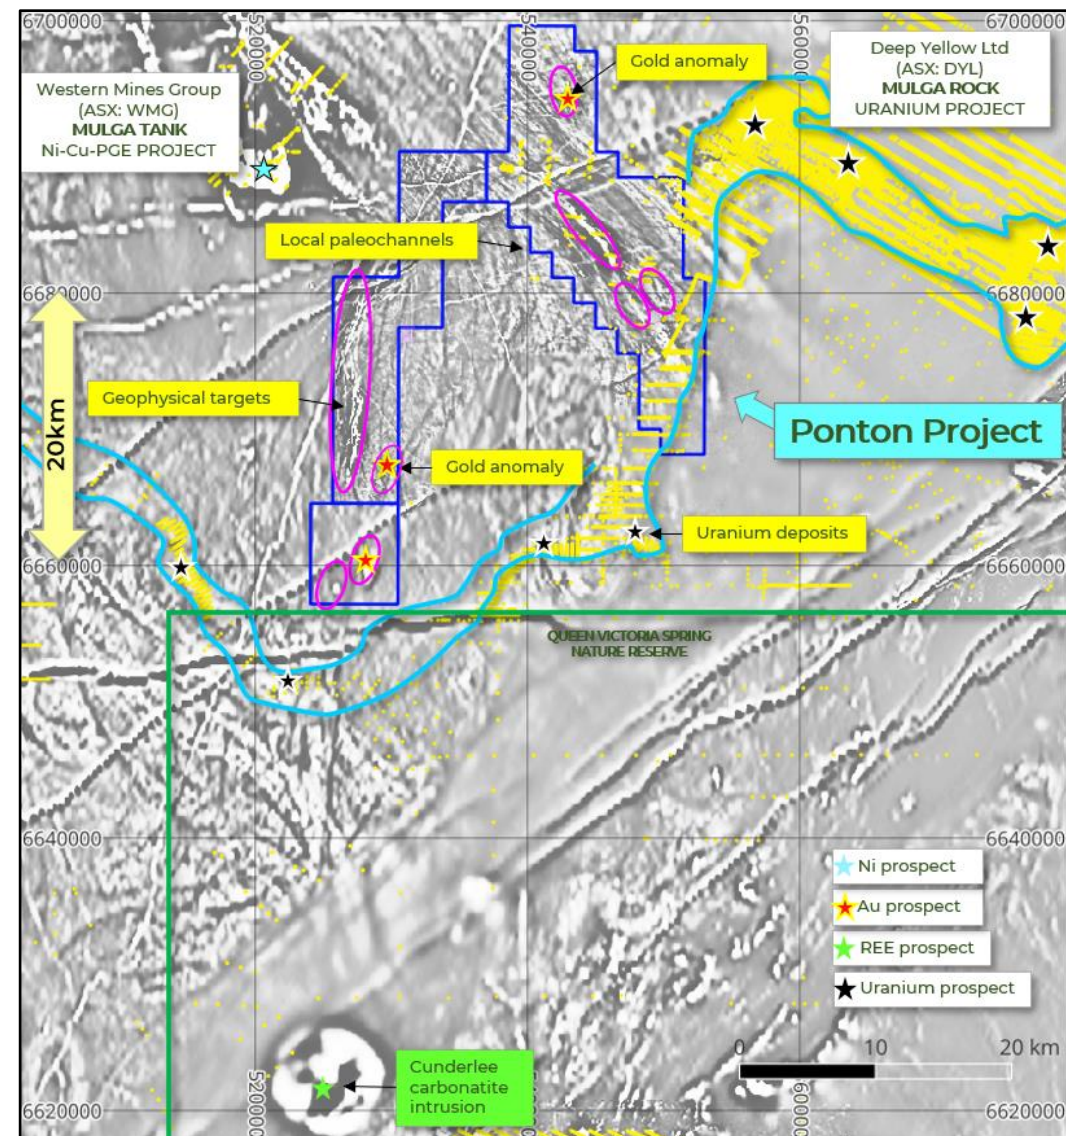 6700000
520000
540000
560000
6700000
Western Mines Group
(ASX: WMG)
MULGA TANK
Ni-Cu-PGE PROJECT
Gold anomaly
Deep Yellow Ltd
(ASX: DYL)
MULGA ROCK
URANIUM PROJECT
Local paleochannels
6680000
6680000
20km
Geophysical targets
Ponton Project
Gold anomaly
Uranium deposits
6660000
6660000
QUEEN VICTORIA SPRING
NATURE RESERVE
6640000
6640000
Ni prospect
Au prospect
REE prospect
Uranium prospect
0
10
20 km
Cunderlee
carbonatite
intrusion
520000
6620000
6620000